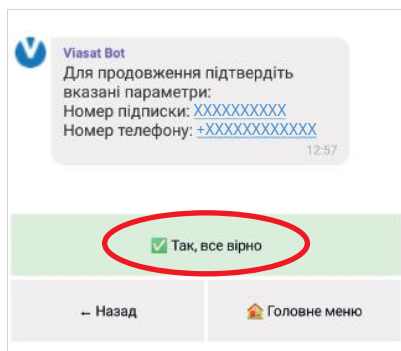 Viasat Bot
Для продовження підтвердіть
вказані параметри:
Номер підписки: XXXXXXXXXX
Номер телефону: +XXXXXXXXXXXX
12:57
✅ Так, все вірно
← Назад
🏠 Головне меню